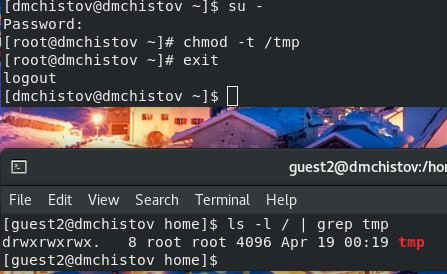 [dmchistov@dmchistov ~]$ su -
Password:
[root@dmchistov ~]# chmod -t /tmp
[root@dmchistov ~]# exit
logout
[dmchistov@dmchistov ~]$
guest2@dmchistov:/hom
File Edit View Search Terminal Help
[guest2@dmchistov home]$ ls -l / | grep tmp
drwxrwxrwx.   8 root root 4096 Apr 19 00:19 tmp
[guest2@dmchistov home]$